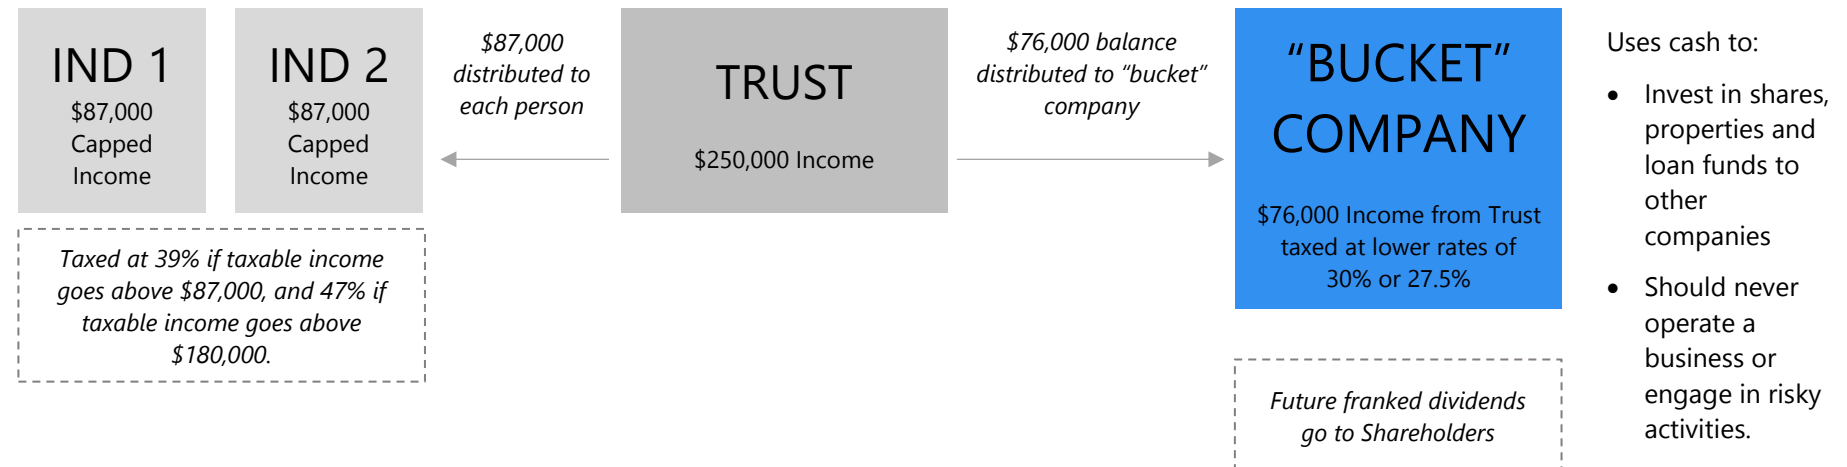 IND 1
$87,000
Capped
Income
IND 2
$87,000
Capped
Income
$87,000
distributed to
each person
TRUST
$250,000 Income
$76,000 balance
distributed to “bucket”
company
“BUCKET”
COMPANY
$76,000 Income from Trust
taxed at lower rates of
30% or 27.5%
Uses cash to:
• Invest in shares,
properties and
loan funds to
other
companies
• Should never
operate a
business or
engage in risky
activities.
Taxed at 39% if taxable income
goes above $87,000, and 47% if
taxable income goes above
$180,000.
Future franked dividends
go to Shareholders